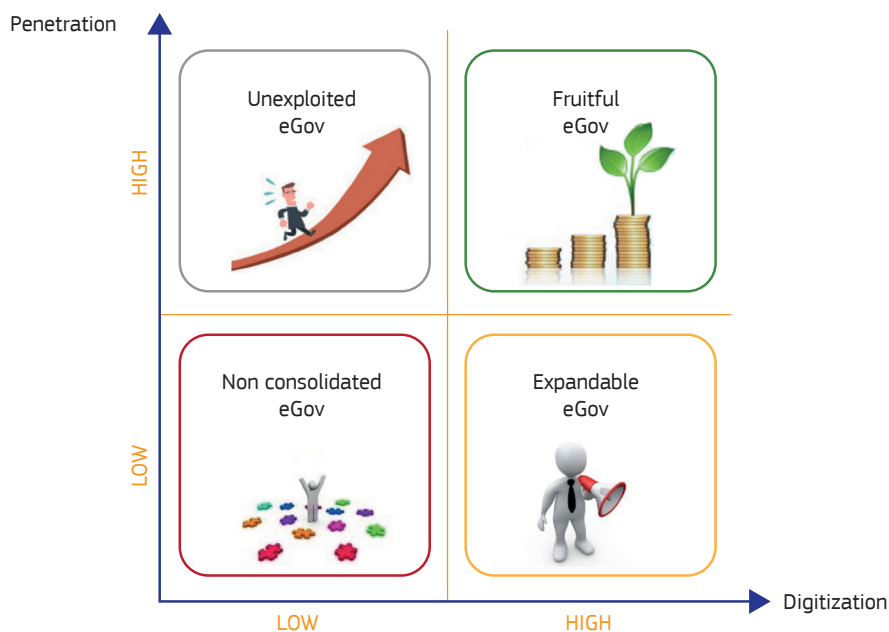 Penetration
HIGH
Unexploited
eGov
Fruitful
eGov
LOW
Non consolidated
eGov
Expandable
eGov
LOW
HIGH
Digitization